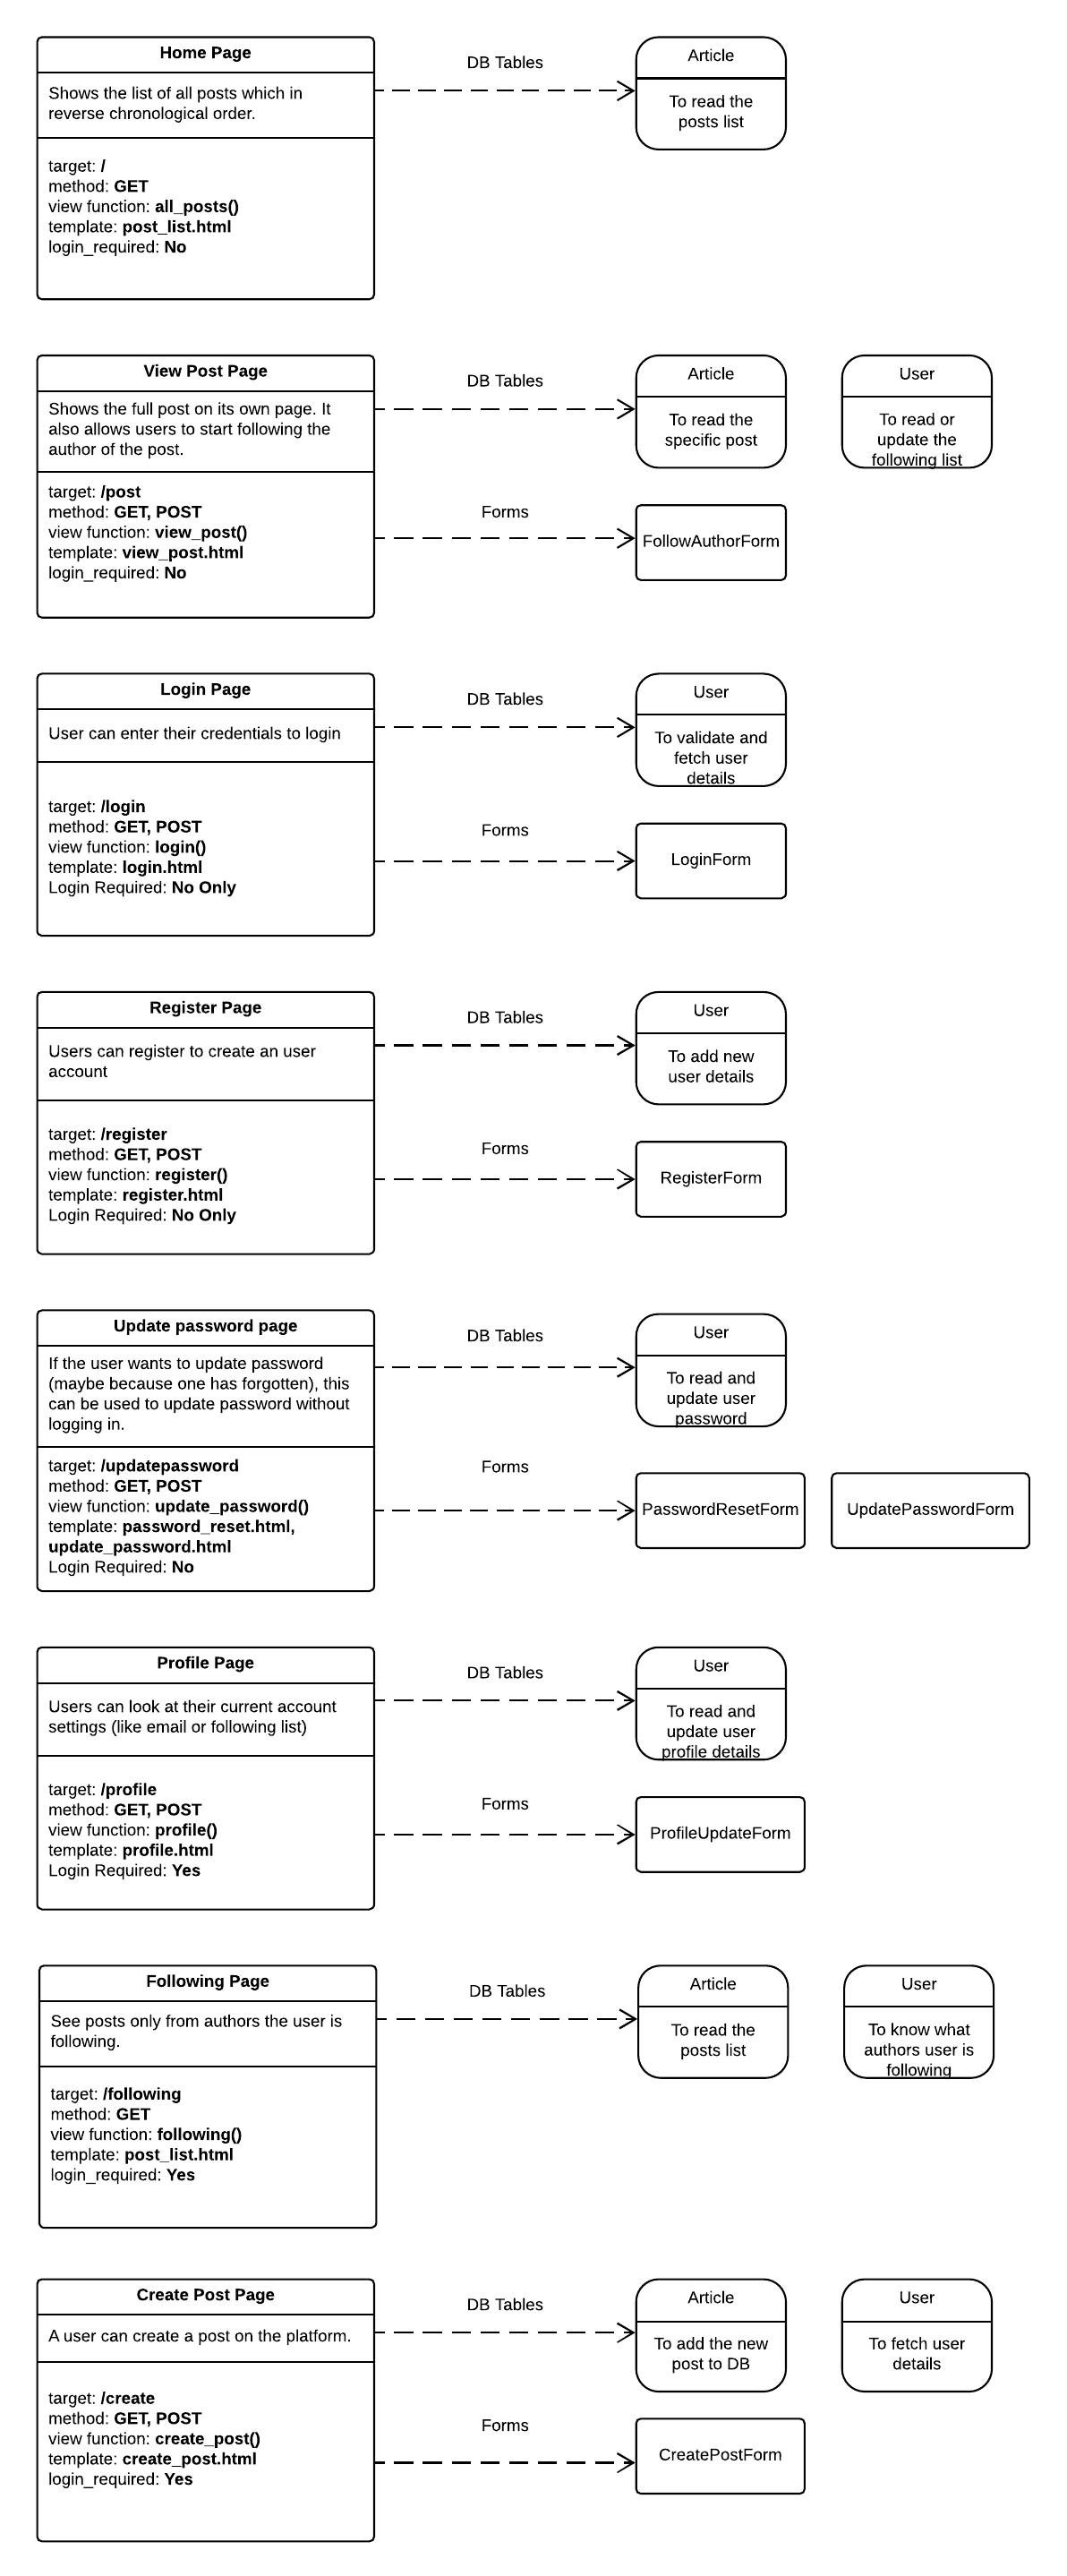 Home Page
Shows the list of all posts which in
reverse chronological order.
target: /
method: GET
view function: all_posts()
template: post_list.html
login_required: No
DB Tables
Article
To read the
posts list
View Post Page
Shows the full post on its own page. It
also allows users to start following the
author of the post.
target: /post
method: GET, POST
view function: view_post()
template: view_post.html
login_required: No
DB Tables
Article
To read the
specific post
User
To read or
update the
following list
Forms
FollowAuthorForm
Login Page
User can enter their credentials to login
target: /login
method: GET, POST
view function: login()
template: login.html
Login Required: No Only
DB Tables
User
To validate and
fetch user
details
Forms
LoginForm
Register Page
Users can register to create an user
account
target: /register
method: GET, POST
view function: register()
template: register.html
Login Required: No Only
DB Tables
User
To add new
user details
Forms
RegisterForm
Update password page
If the user wants to update password
(maybe because one has forgotten), this
can be used to update password without
logging in.
target: /updatepassword
method: GET, POST
view function: update_password()
template: password_reset.html,
update_password.html
Login Required: No
DB Tables
User
To read and
update user
password
Forms
PasswordResetForm
UpdatePasswordForm
Profile Page
Users can look at their current account
settings (like email or following list)
target: /profile
method: GET, POST
view function: profile()
template: profile.html
Login Required: Yes
DB Tables
User
To read and
update user
profile details
Forms
ProfileUpdateForm
Following Page
See posts only from authors the user is
following.
target: /following
method: GET
view function: following()
template: post_list.html
login_required: Yes
DB Tables
Article
To read the
posts list
User
To know what
authors user is
following
Create Post Page
A user can create a post on the platform.
target: /create
method: GET, POST
view function: create_post()
template: create_post.html
login_required: Yes
DB Tables
Article
To add the new
post to DB
User
To fetch user
details
Forms
CreatePostForm